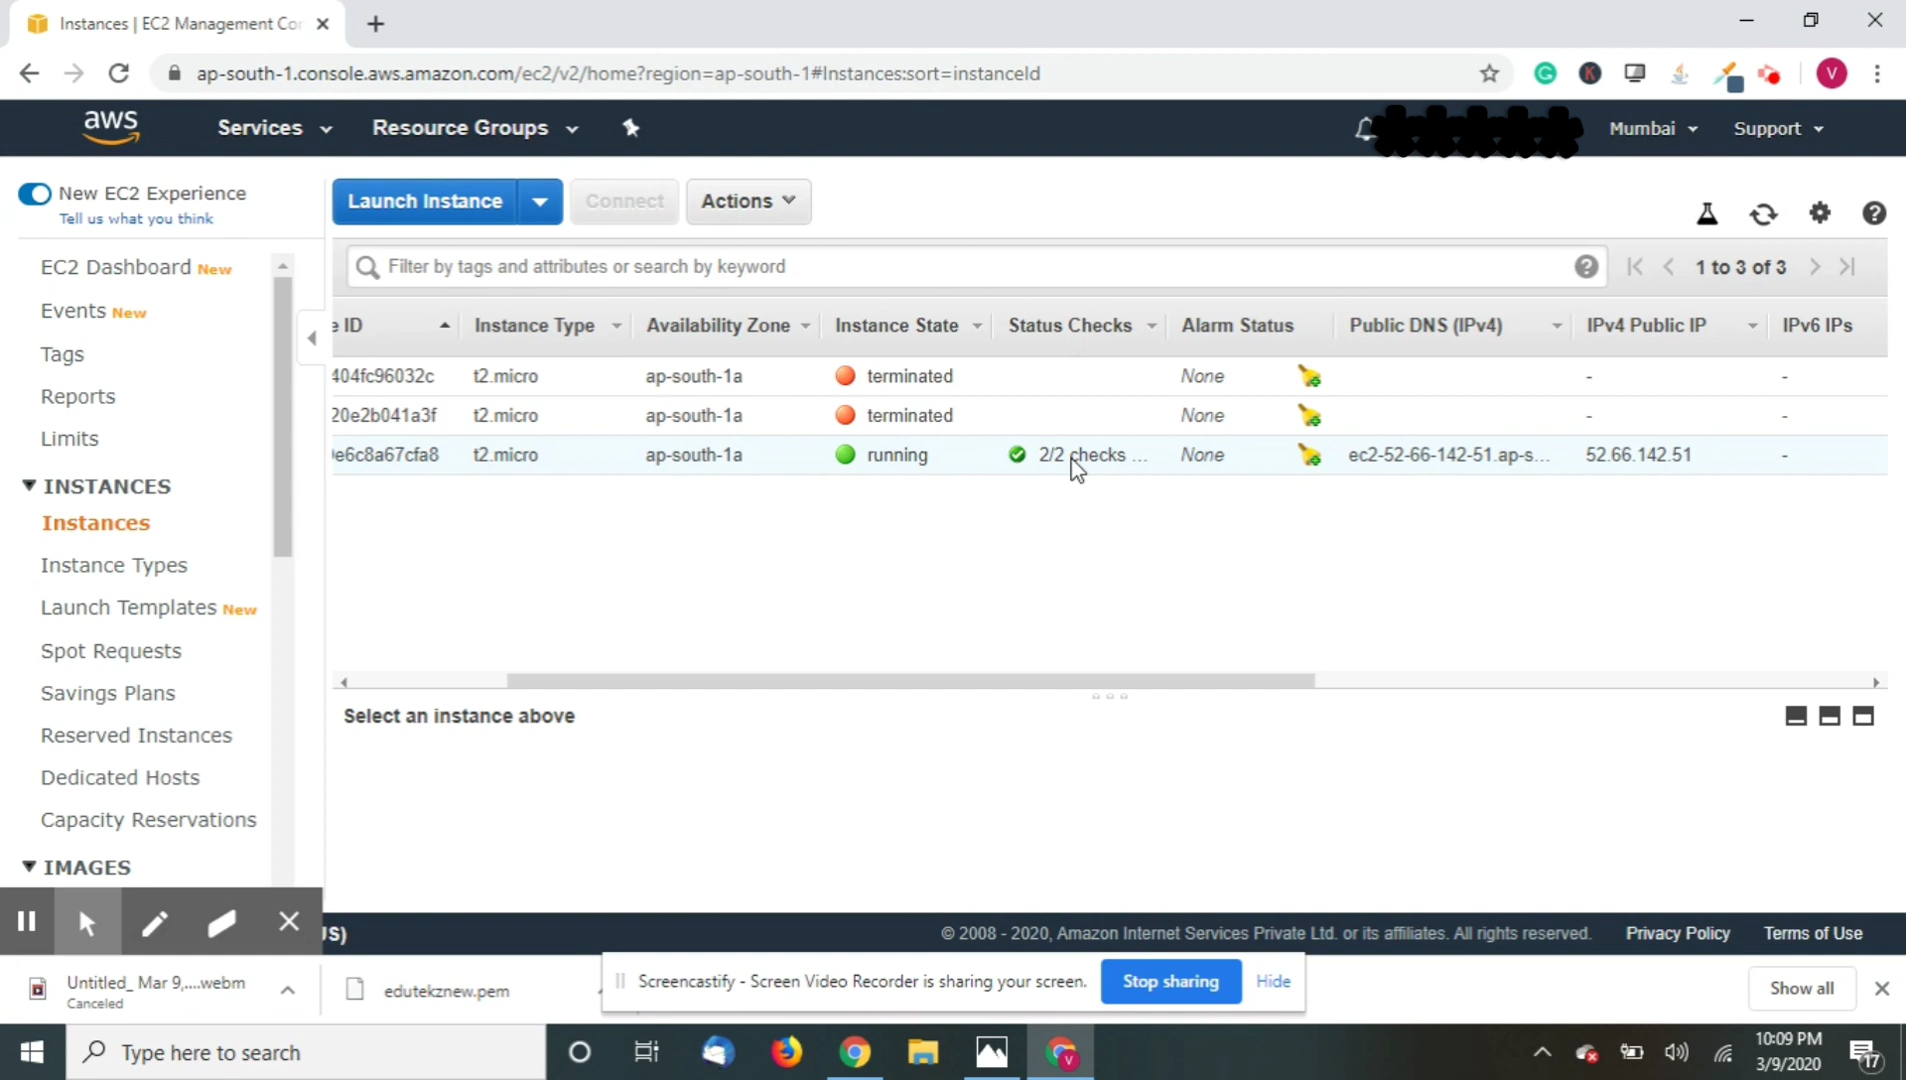 Instances | EC2 Management Cor
ap-south-1.console.aws.amazon.com/ec2/v2/home?region=ap-south-1#Instances:sort=instanceId
V
aws
Services
Resource Groups
Mumbai
Support
New EC2 Experience
Tell us what you think
Launch Instance
Connect
Actions
EC2 Dashboard New
Events New
Tags
Reports
Limits
INSTANCES
Instances
Instance Types
Launch Templates New
Spot Requests
Savings Plans
Reserved Instances
Dedicated Hosts
Capacity Reservations
IMAGES
Filter by tags and attributes or search by keyword
1 to 3 of 3
e ID Instance Type Availability Zone Instance State Status Checks Alarm Status Public DNS (IPv4) IPv4 Public IP IPv6 IPs
404fc96032c t2.micro ap-south-1a terminated None - -
20e2b041a3f t2.micro ap-south-1a terminated None - -
e6c8a67cfa8 t2.micro ap-south-1a running 2/2 checks ... None ec2-52-66-142-51.ap-s... 52.66.142.51 -
Select an instance above
US)
© 2008 - 2020, Amazon Internet Services Private Ltd. or its affiliates. All rights reserved. Privacy Policy Terms of Use
Untitled_ Mar 9,....webm
Canceled
edutekznew.pem
Screencastify - Screen Video Recorder is sharing your screen.
Stop sharing
Hide
Show all
Type here to search
V
10:09 PM
3/9/2020
17